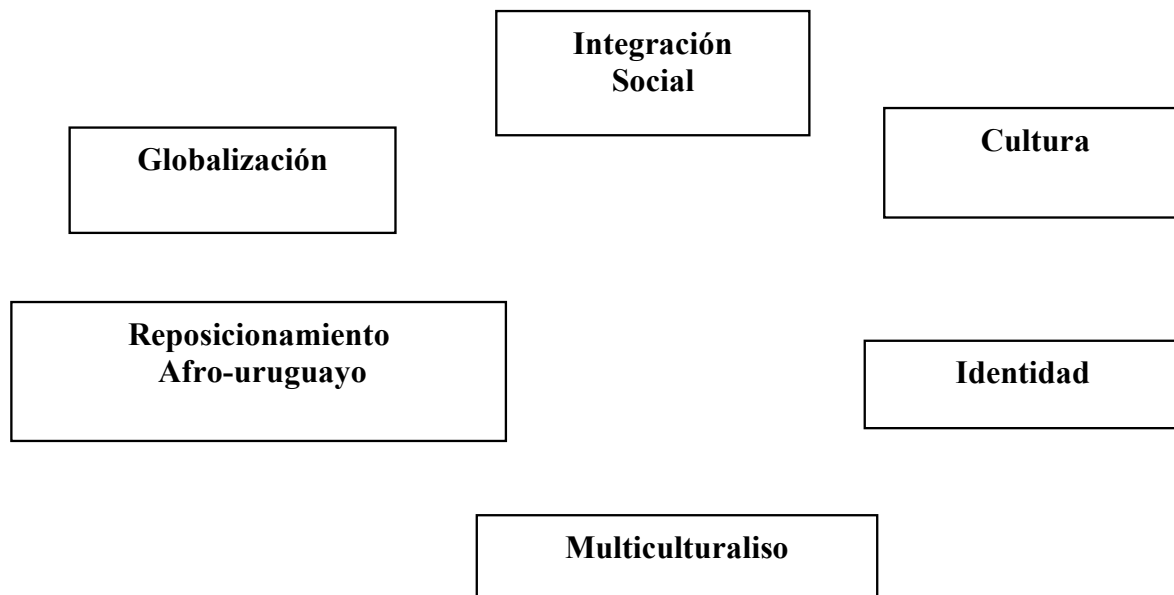 Integración
Social
Cultura
Globalización
Reposicionamiento
Afro-uruguayo
Identidad
Multiculturaliso